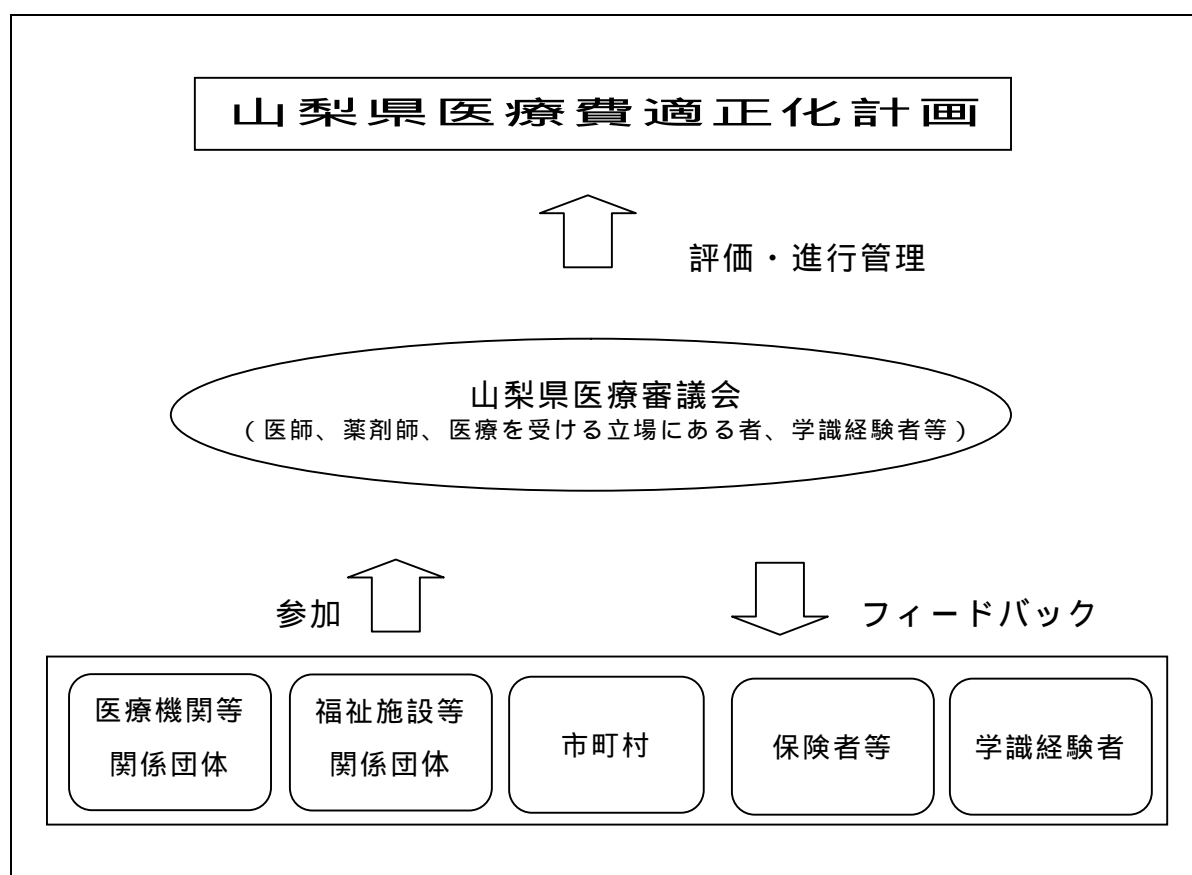 山梨県医療費適正化計画
評価・進行管理
山梨県医療審議会
（医師、薬剤師、医療を受ける立場にある者、学識経験者等）
参加
フィードバック
医療機関等
関係団体
福祉施設等
関係団体
市町村
保険者等
学識経験者